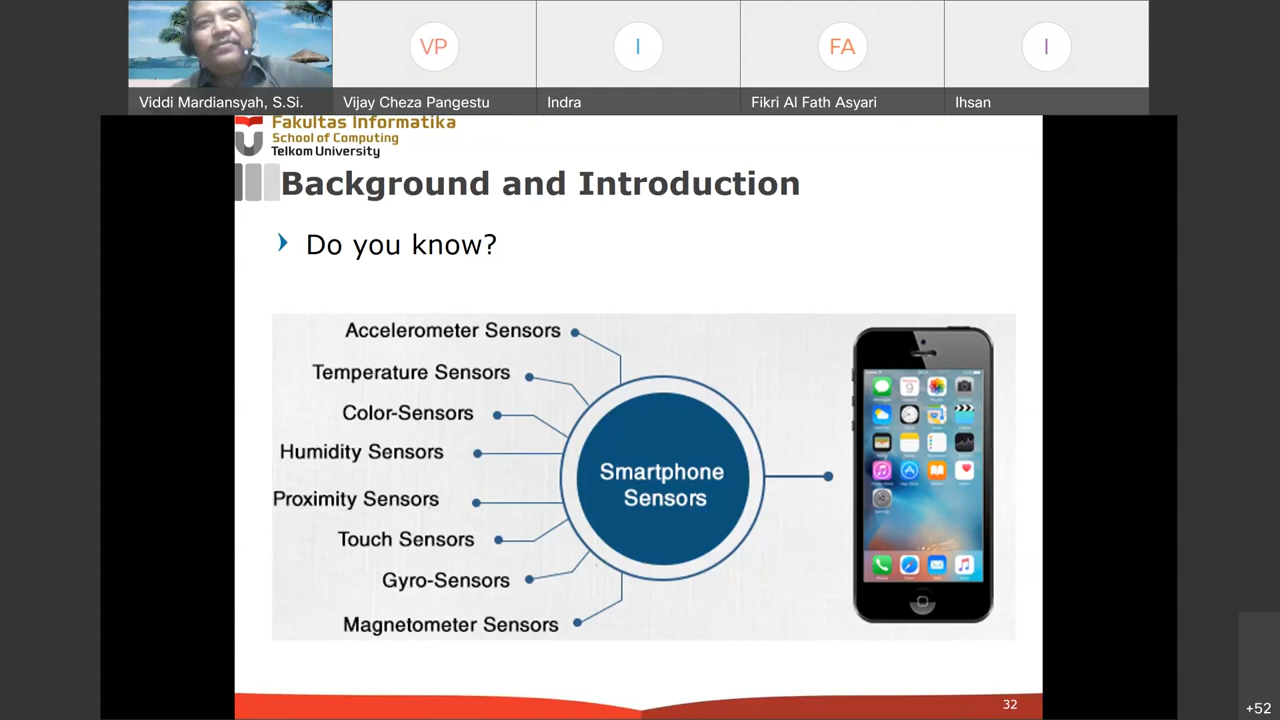 VP
I
FA
I
Viddi Mardiansyah, S.Si.
Vijay Cheza Pangestu
Indra
Fikri Al Fath Asyari
Ihsan
Fakultas Informatika
School of Computing
Telkom University
Background and Introduction
Do you know?
Accelerometer Sensors
Temperature Sensors
Color-Sensors
Humidity Sensors
Proximity Sensors
Touch Sensors
Gyro-Sensors
Magnetometer Sensors
Smartphone
Sensors
32
+52